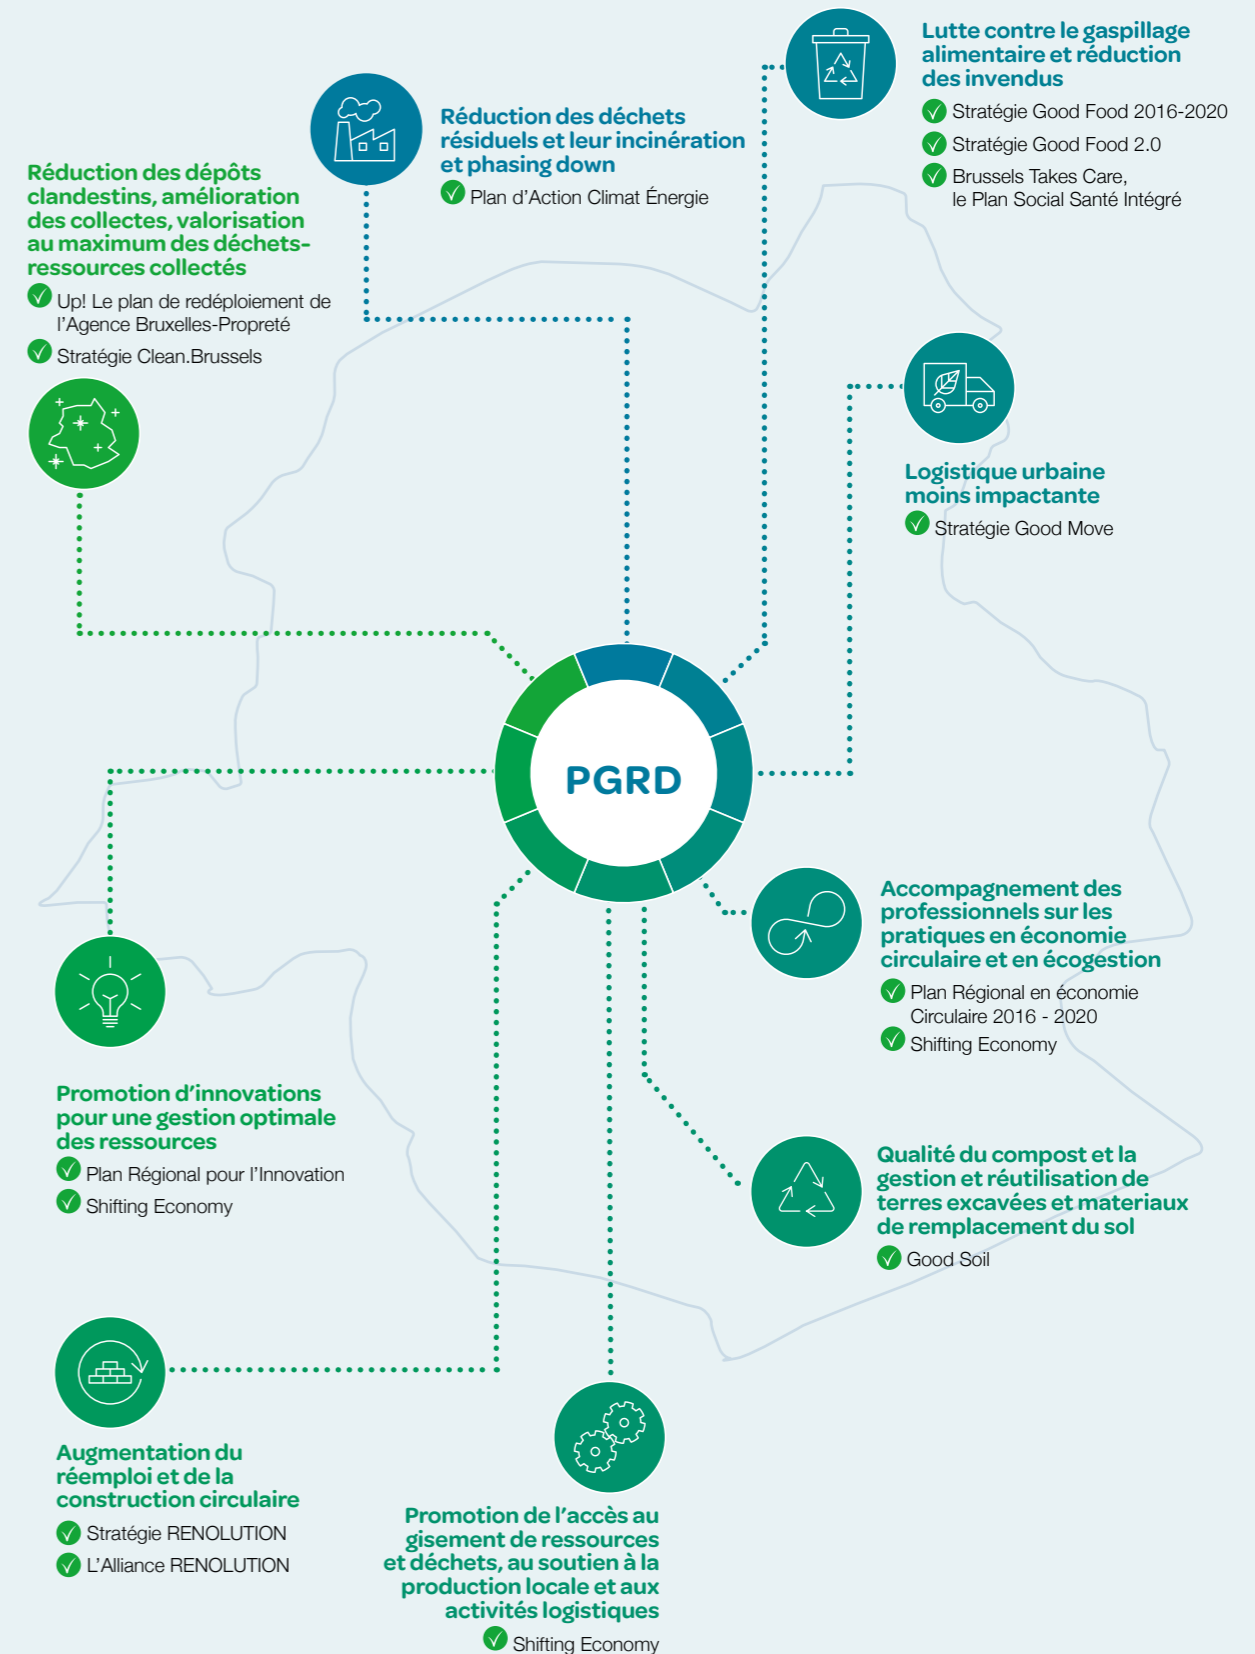 Lutte contre le gaspillage
alimentaire et réduction
des invendus
Stratégie Good Food 2016-2020
Stratégie Good Food 2.0
Brussels Takes Care,
le Plan Social Santé Intégré
Réduction des déchets
résiduels et leur incinération
et phasing down
Plan d'Action Climat Énergie
Réduction des dépôts
clandestins, amélioration
des collectes, valorisation
au maximum des déchets-
ressources collectés
Up! Le plan de redéploiement de
l'Agence Bruxelles-Propreté
Stratégie Clean.Brussels
Logistique urbaine
moins impactante
Stratégie Good Move
PGRD
Accompagnement des
professionnels sur les
pratiques en économie
circulaire et en écogestion
Plan Régional en économie
Circulaire 2016 - 2020
Shifting Economy
Promotion d'innovations
pour une gestion optimale
des ressources
Plan Régional pour l'Innovation
Shifting Economy
Qualité du compost et la
gestion et réutilisation de
terres excavées et materiaux
de remplacement du sol
Good Soil
Augmentation du
réemploi et de la
construction circulaire
Stratégie RENOLUTION
L'Alliance RENOLUTION
Promotion de l'accès au
gisement de ressources
et déchets, au soutien à la
production locale et aux
activités logistiques
Shifting Economy